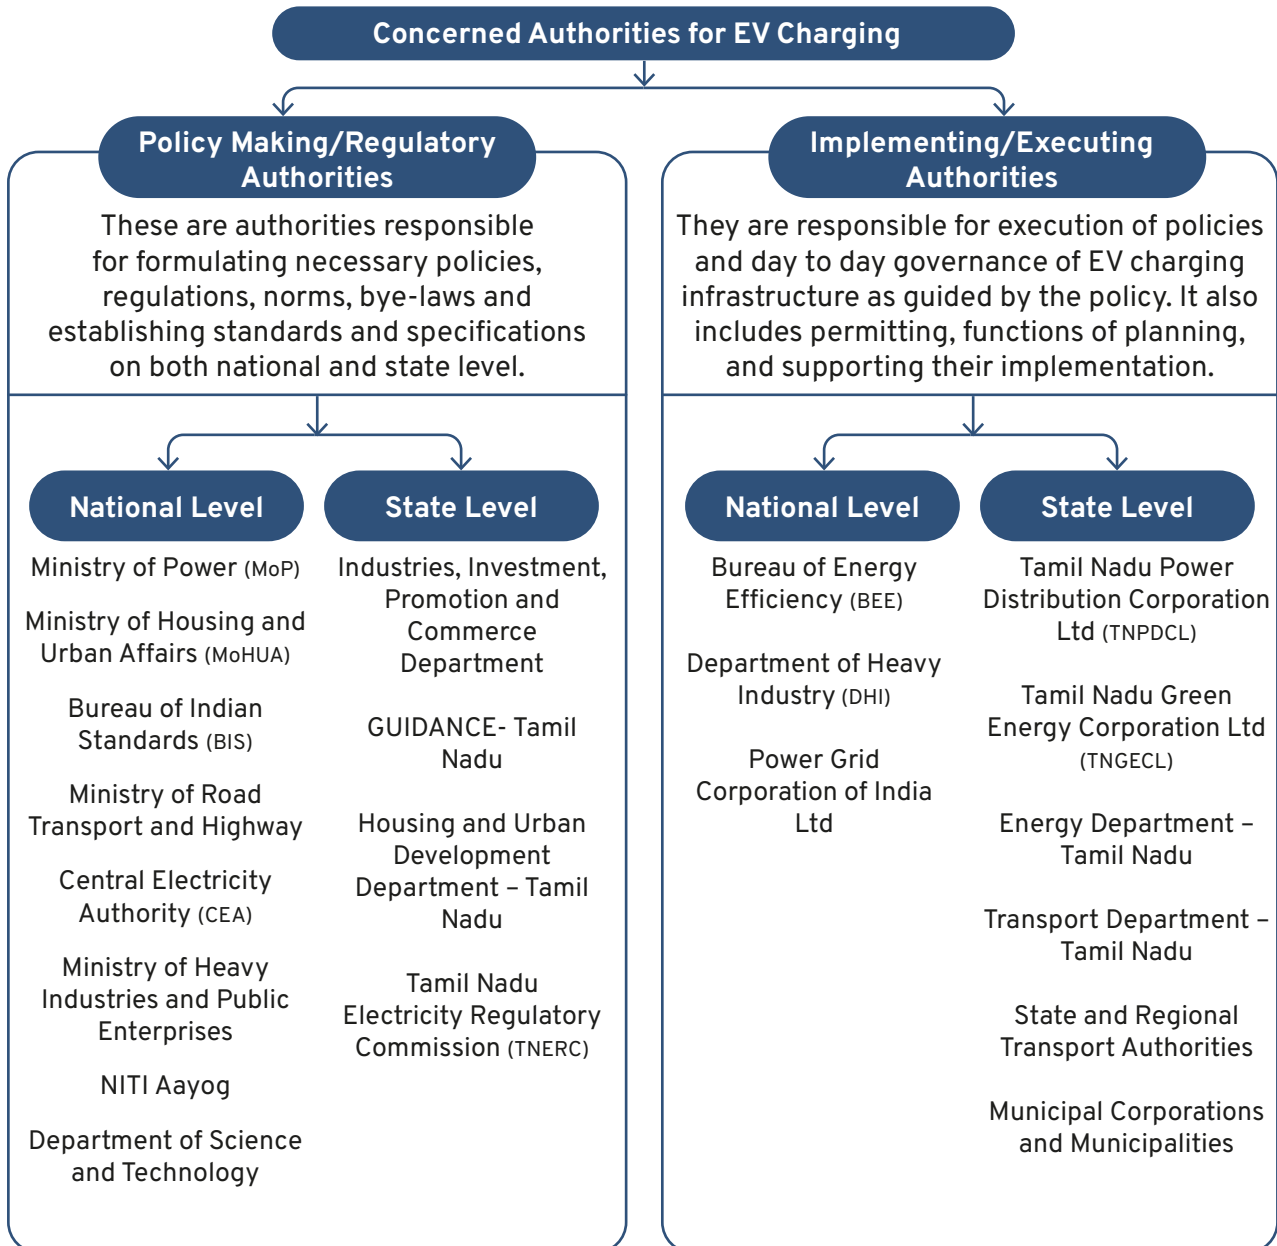 Concerned Authorities for EV Charging
Policy Making/Regulatory
Authorities
These are authorities responsible
for formulating necessary policies,
regulations, norms, bye-laws and
establishing standards and specifications
on both national and state level.
National Level
Ministry of Power (MoP)
Ministry of Housing and
Urban Affairs (MoHUA)
Bureau of Indian
Standards (BIS)
Ministry of Road
Transport and Highway
Central Electricity
Authority (CEA)
Ministry of Heavy
Industries and Public
Enterprises
NITI Aayog
Department of Science
and Technology
State Level
Industries, Investment,
Promotion and
Commerce
Department
GUIDANCE- Tamil
Nadu
Housing and Urban
Development
Department – Tamil
Nadu
Tamil Nadu
Electricity Regulatory
Commission (TNERC)
Implementing/Executing
Authorities
They are responsible for execution of policies
and day to day governance of EV charging
infrastructure as guided by the policy. It also
includes permitting, functions of planning,
and supporting their implementation.
National Level
Bureau of Energy
Efficiency (BEE)
Department of Heavy
Industry (DHI)
Power Grid
Corporation of India
Ltd
State Level
Tamil Nadu Power
Distribution Corporation
Ltd (TNPDCL)
Tamil Nadu Green
Energy Corporation Ltd
(TNGECL)
Energy Department –
Tamil Nadu
Transport Department –
Tamil Nadu
State and Regional
Transport Authorities
Municipal Corporations
and Municipalities